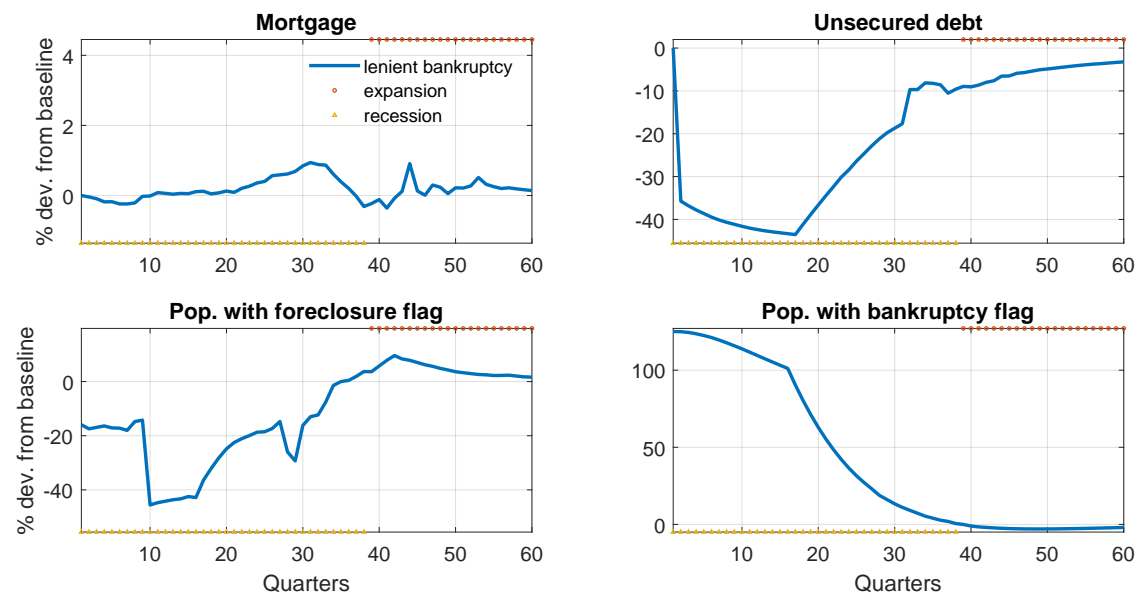 Mortgage
% dev. from baseline
4
2
0
lenient bankruptcy
expansion
recession
10 20 30 40 50 60
Unsecured debt
0
-10
-20
-30
-40
10 20 30 40 50 60
Pop. with foreclosure flag
% dev. from baseline
0
-20
-40
10 20 30 40 50 60
Quarters
Pop. with bankruptcy flag
100
50
0
10 20 30 40 50 60
Quarters